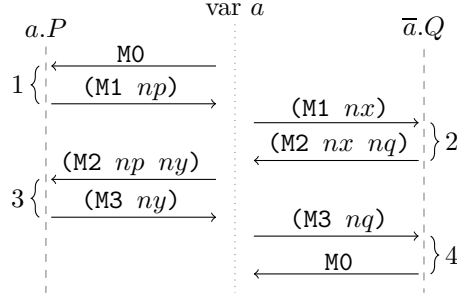 var a
a.P
a̅.Q
M0
1
(M1 np)
(M1 nx)
2
(M2 nx nq)
(M2 np ny)
3
(M3 ny)
(M3 nq)
4
M0